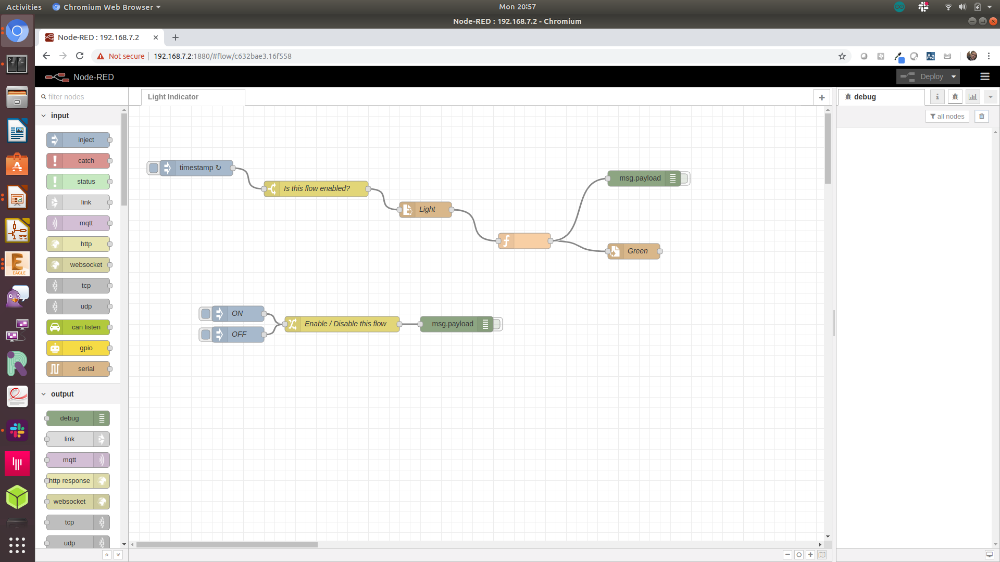 Activities
Chromium Web Browser
Mon 20:57
Node-RED : 192.168.7.2 - Chromium
Node-RED : 192.168.7.2
Not secure
192.168.7.2:1880/#flow/c632bae3.16f558
Aa
Node-RED
Deploy
filter nodes
Light Indicator
debug
all nodes
input
inject
catch
status
link
mqtt
http
websocket
tcp
udp
can listen
gpio
serial
output
debug
link
mqtt
http response
websocket
tcp
udp
timestamp ↻
Is this flow enabled?
Light
msg.payload
Green
ON
OFF
Enable / Disable this flow
msg.payload
EAGLE